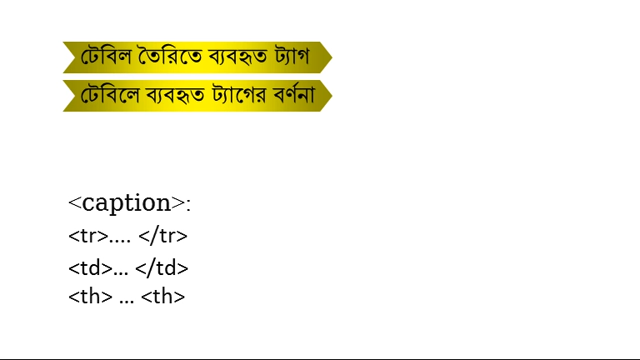 টেবিল তৈরিতে ব্যবহৃত ট্যাগ
টেবিলে ব্যবহৃত ট্যাগের বর্ণনা
<caption>:
<tr>.... </tr>
<td>... </td>
<th> ... <th>